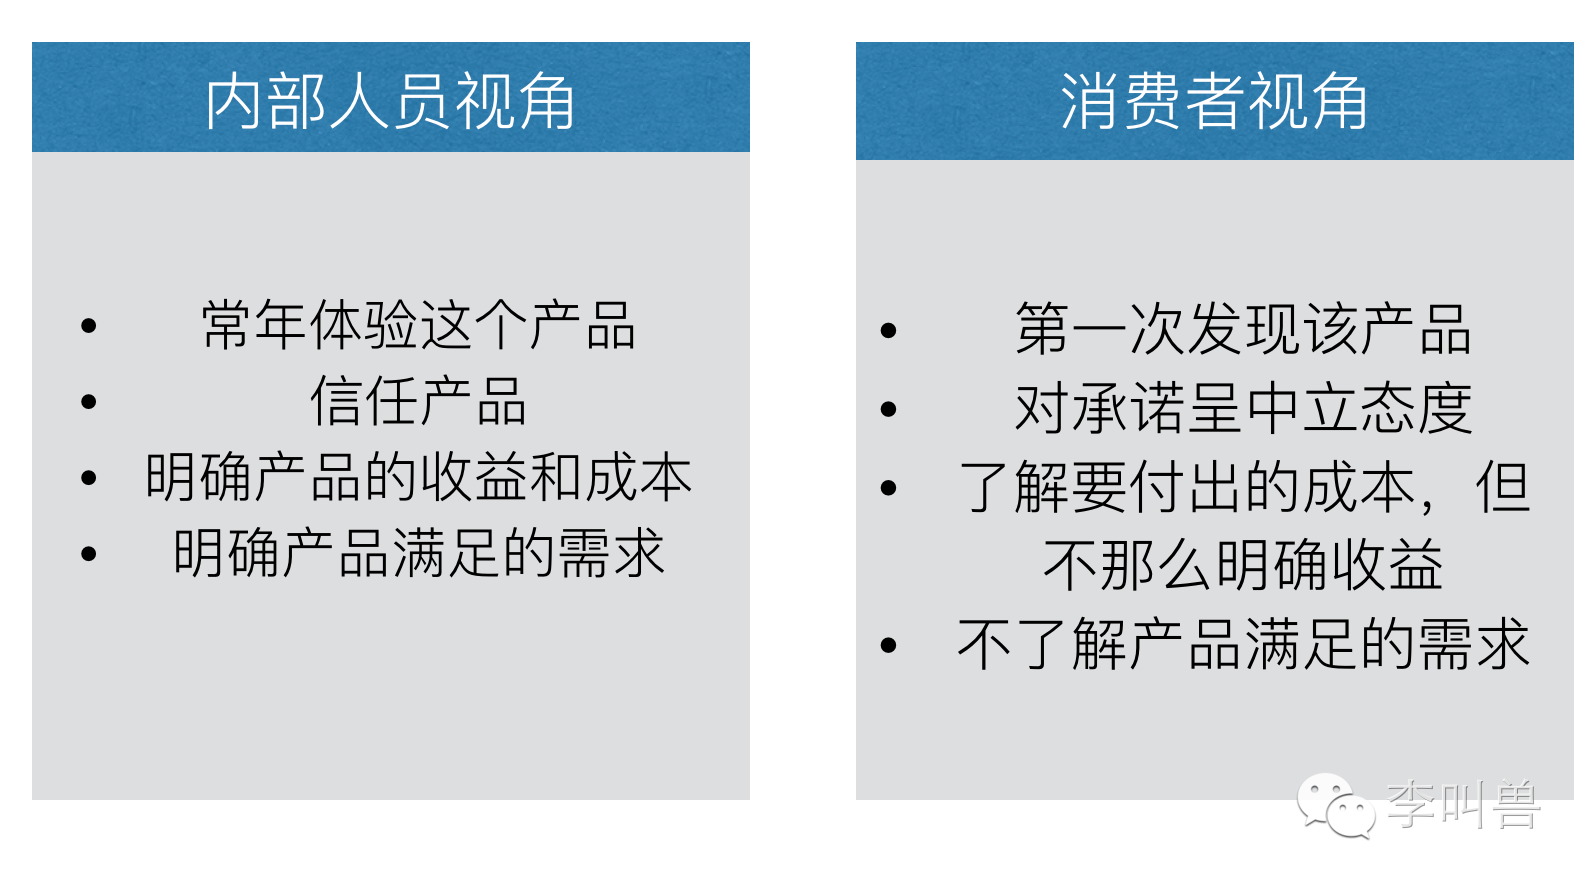 内部人员视角
• 常年体验这个产品
• 信任产品
• 明确产品的收益和成本
• 明确产品满足的需求
消费者视角
• 第一次发现该产品
• 对承诺呈中立态度
• 了解要付出的成本，但
不那么明确收益
• 不了解产品满足的需求
李叫兽